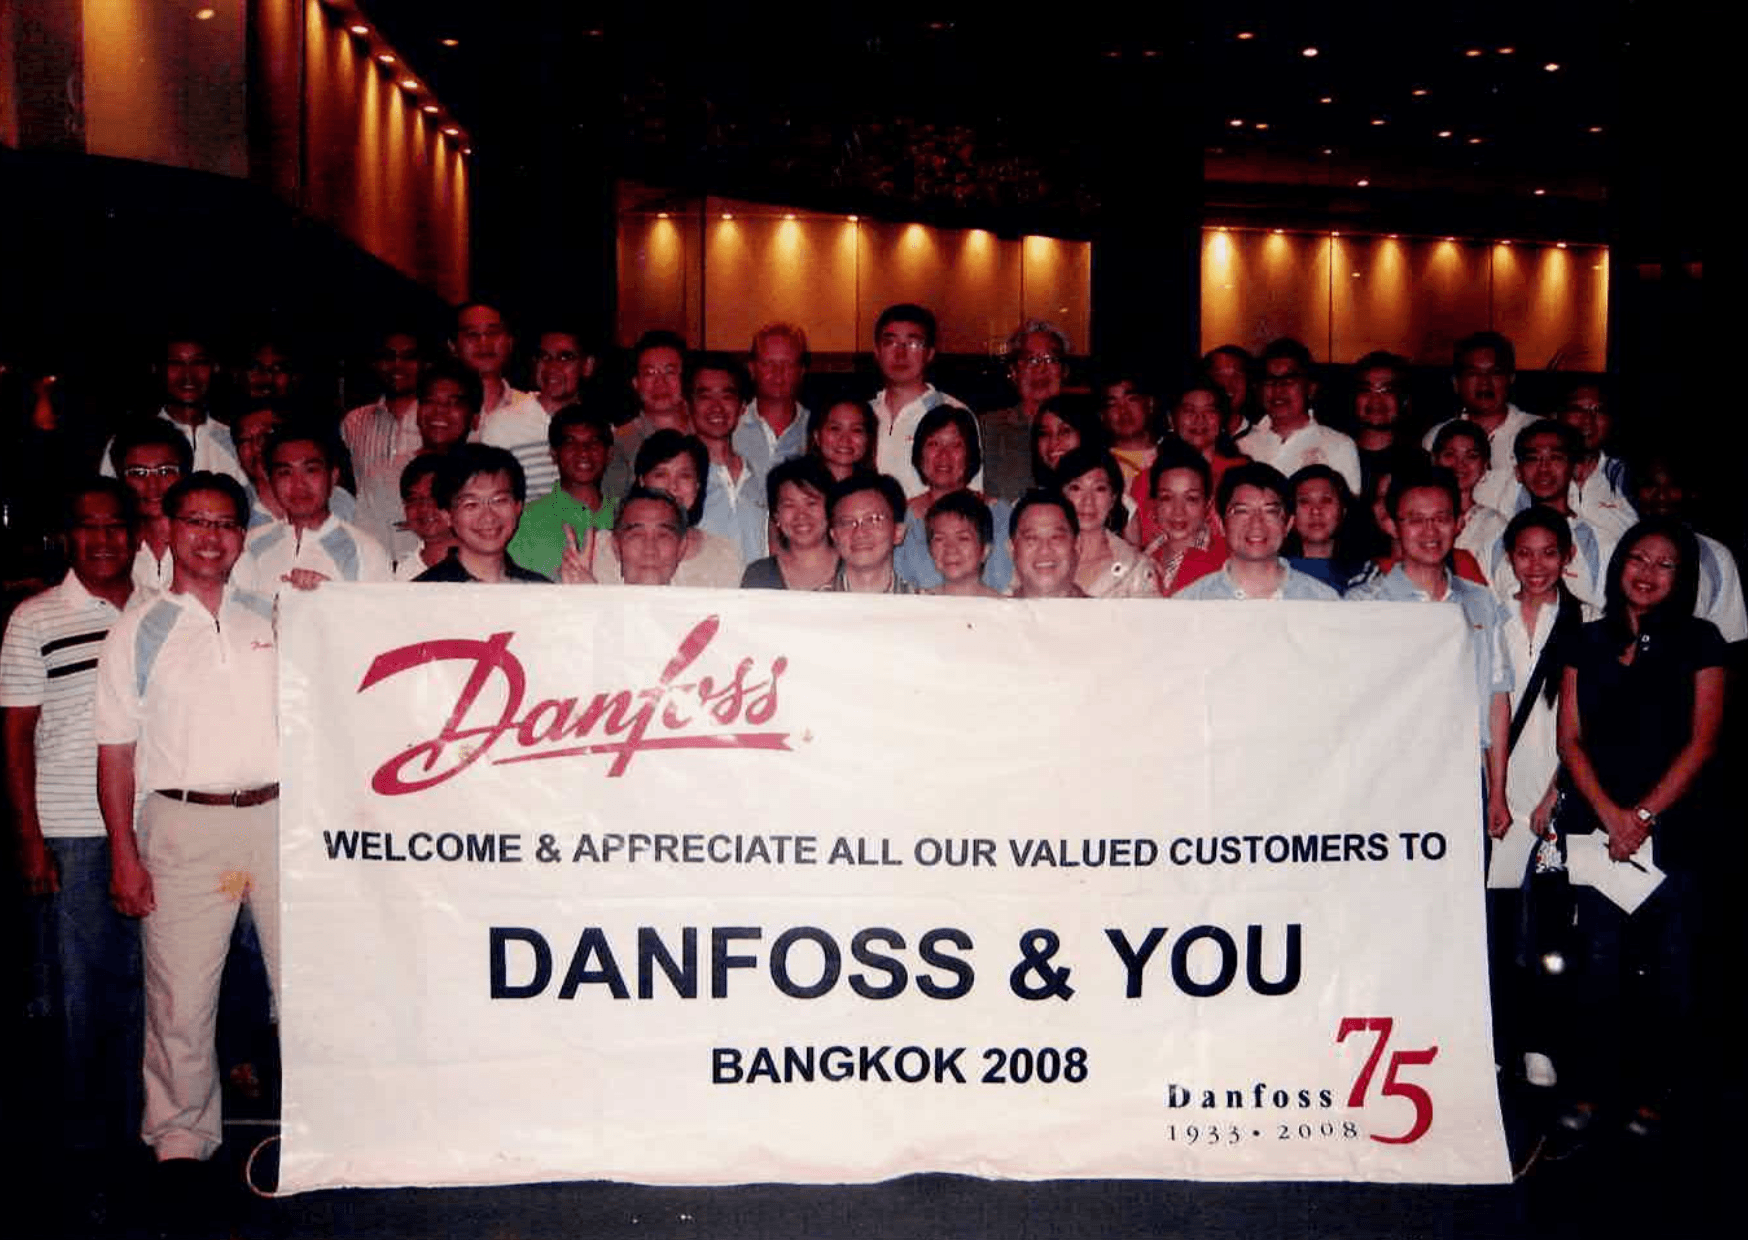 Danfoss
WELCOME & APPRECIATE ALL OUR VALUED CUSTOMERS TO
DANFOSS & YOU
BANGKOK 2008
Danfoss 75
1933 • 2008